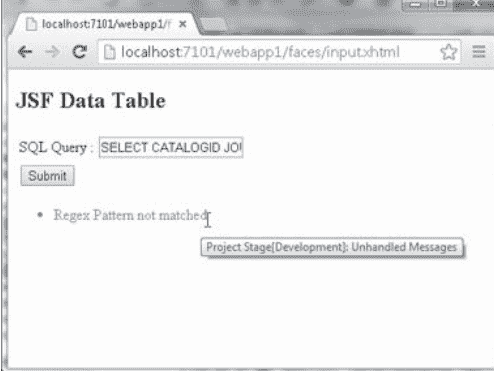 localhost:7101/webapp1/f
localhost:7101/webapp1/faces/input.xhtml
JSF Data Table
SQL Query : SELECT CATALOGID JOU
Submit
Regex Pattern not matched
Project Stage[Development]: Unhandled Messages